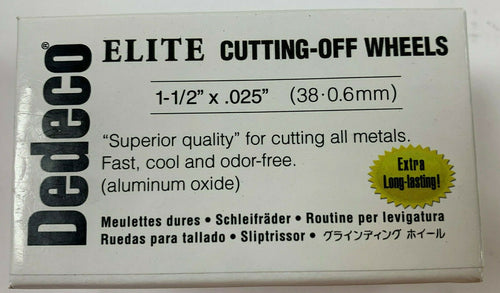 Dedeco®
ELITE CUTTING-OFF WHEELS
1-1/2” x .025” (38·0.6mm)
“Superior quality” for cutting all metals.
Fast, cool and odor-free.
(aluminum oxide)
Extra
Long-lasting!
Meulettes dures • Schleifräder • Routine per levigatura
Ruedas para tallado • Sliptrissor • グラインディング ホイール